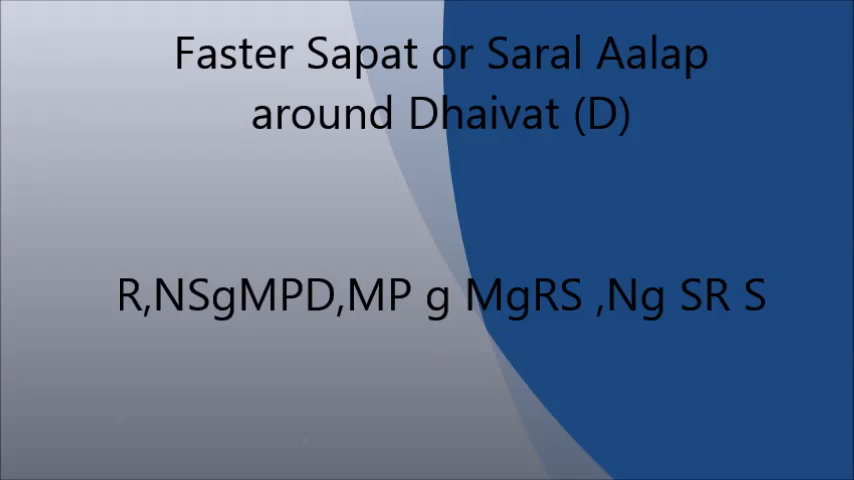 Faster Sapat or Saral Aalap
around Dhaivat (D)
R,NSgMPD,MP g MgRS ,Ng SR S